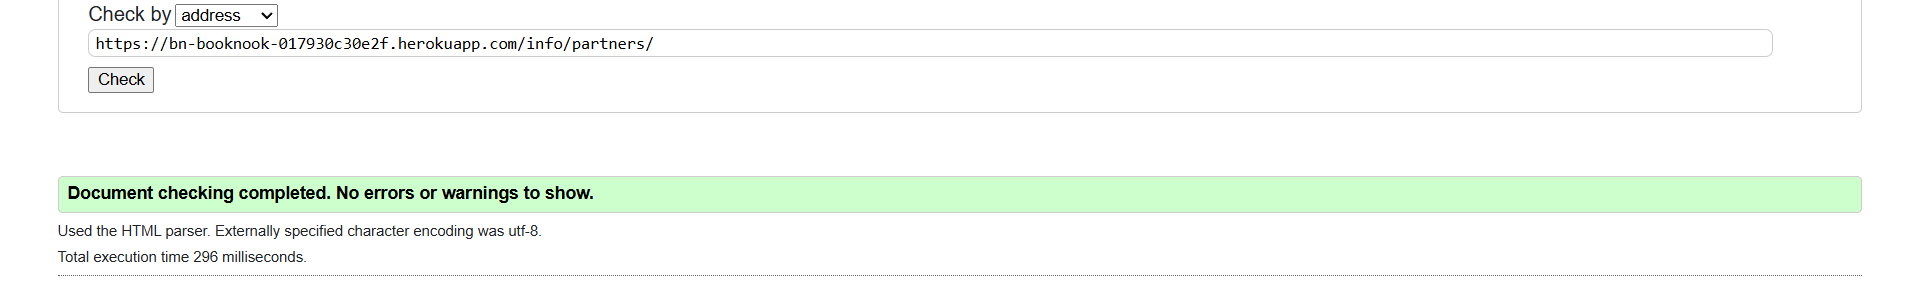 Check by address
https://bn-booknook-017930c30e2f.herokuapp.com/info/partners/
Check
Document checking completed. No errors or warnings to show.
Used the HTML parser. Externally specified character encoding was utf-8.
Total execution time 296 milliseconds.